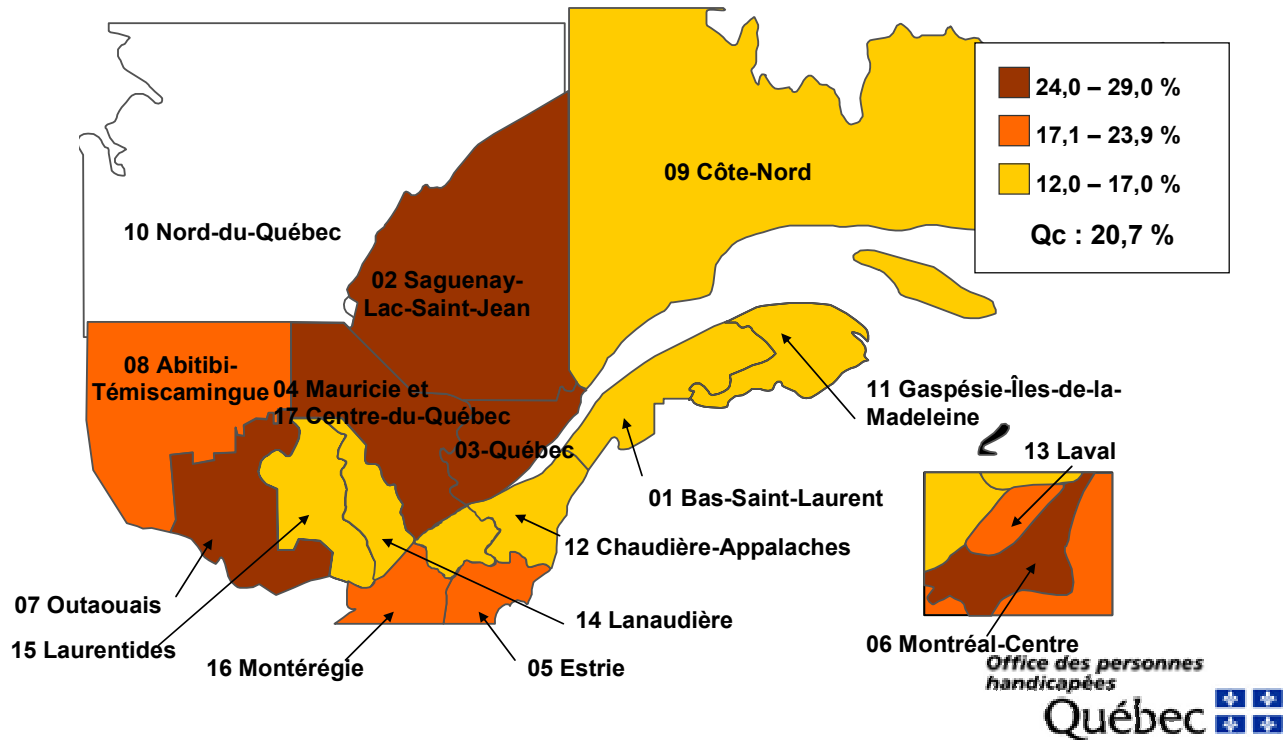 24,0 – 29,0 %
17,1 – 23,9 %
12,0 – 17,0 %
Qc : 20,7 %
09 Côte-Nord
10 Nord-du-Québec
02 Saguenay-
Lac-Saint-Jean
08 Abitibi-
Témiscamingue
04 Mauricie et
17 Centre-du-Québec
03-Québec
11 Gaspésie-Îles-de-la-
Madeleine
13 Laval
01 Bas-Saint-Laurent
12 Chaudière-Appalaches
07 Outaouais
14 Lanaudière
15 Laurentides
16 Montérégie
05 Estrie
06 Montréal-Centre
Office des personnes
handicapées
Québec